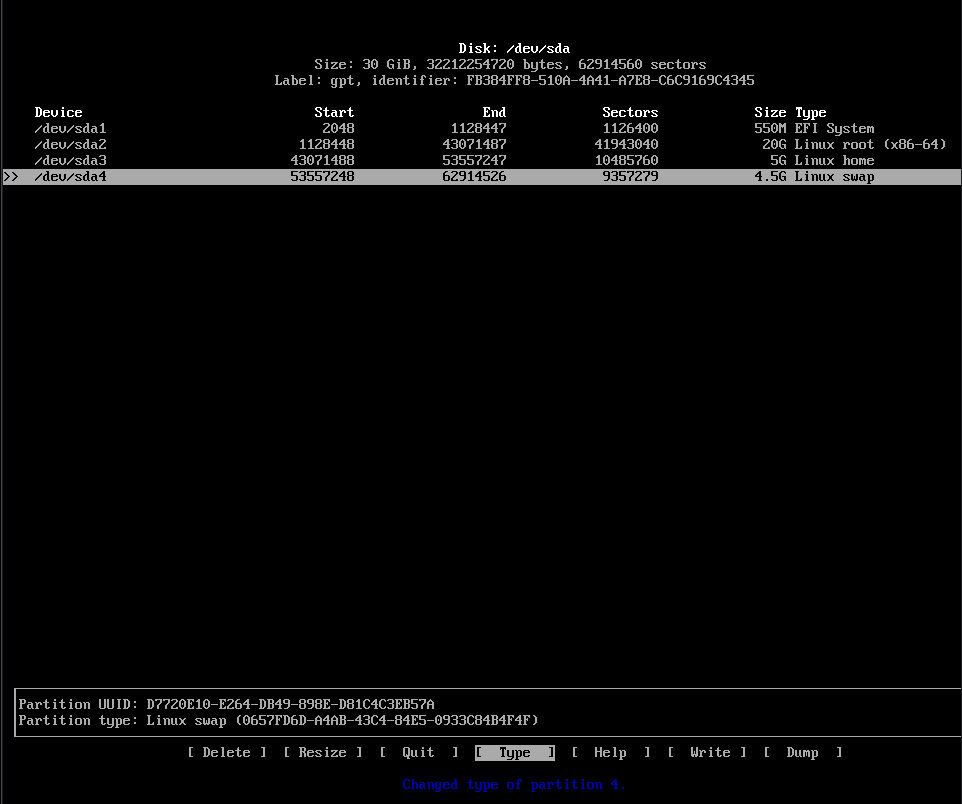 Disk: /dev/sda
Size: 30 GiB, 32212254720 bytes, 62914560 sectors
Label: gpt, identifier: FB384FF8-510A-4A41-A7E8-C6C9169C4345
Device Start End Sectors Size Type
/dev/sda1 2048 1128447 1126400 550M EFI System
/dev/sda2 1128448 43071487 41943040 20G Linux root (x86-64)
/dev/sda3 43071488 53557247 10485760 5G Linux home
>> /dev/sda4 53557248 62914526 9357279 4.5G Linux swap
Partition UUID: D7720E10-E264-DB49-898E-D81C4C3EB57A
Partition type: Linux swap (0657FD6D-A4AB-43C4-84E5-0933C84B4F4F)
[ Delete ] [ Resize ] [ Quit ] [ Type ] [ Help ] [ Write ] [ Dump ]
Changed type of partition 4.